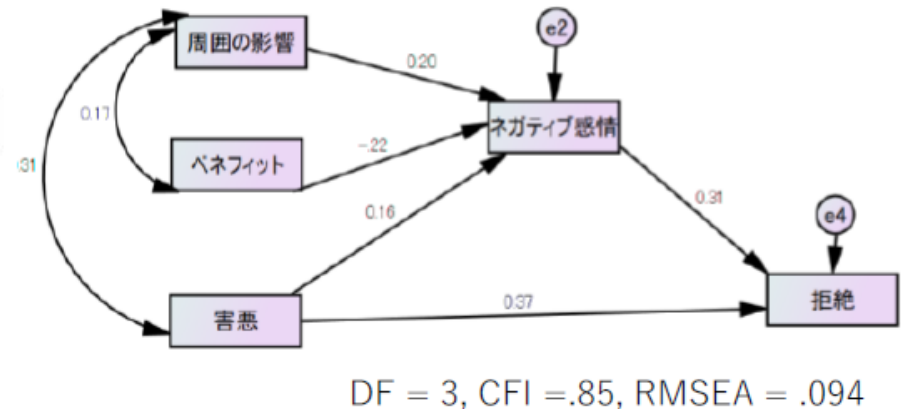 周囲の影響
e2
0.20
ネガティブ感情
0.17
ベネフィット
-.22
.31
0.16
0.31
e4
害悪
0.37
拒絶
DF = 3, CFI =.85, RMSEA = .094